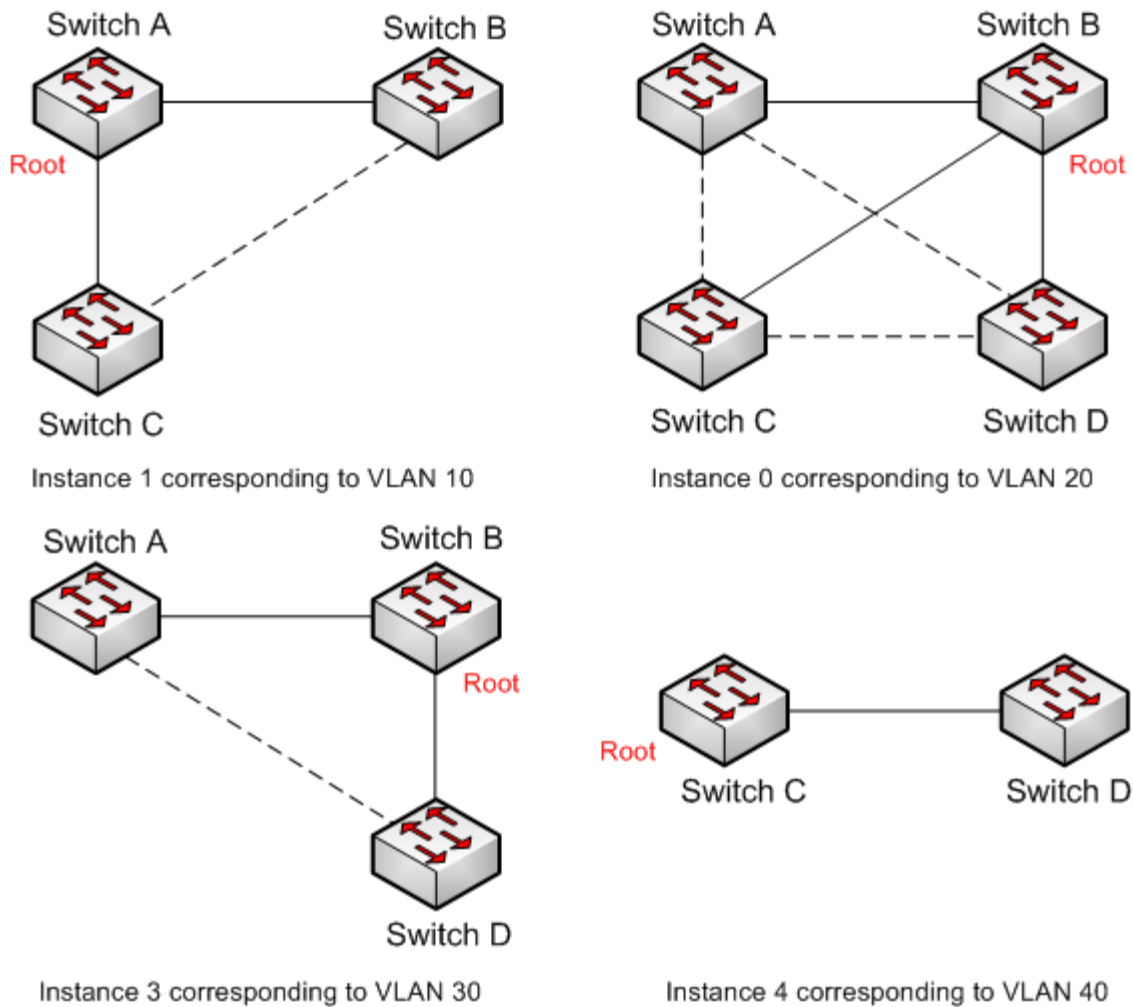 Switch A
Switch B
Root
Switch C
Instance 1 corresponding to VLAN 10
Switch A
Switch B
Root
Switch C
Switch D
Instance 0 corresponding to VLAN 20
Switch A
Switch B
Root
Switch D
Instance 3 corresponding to VLAN 30
Root
Switch C
Switch D
Instance 4 corresponding to VLAN 40